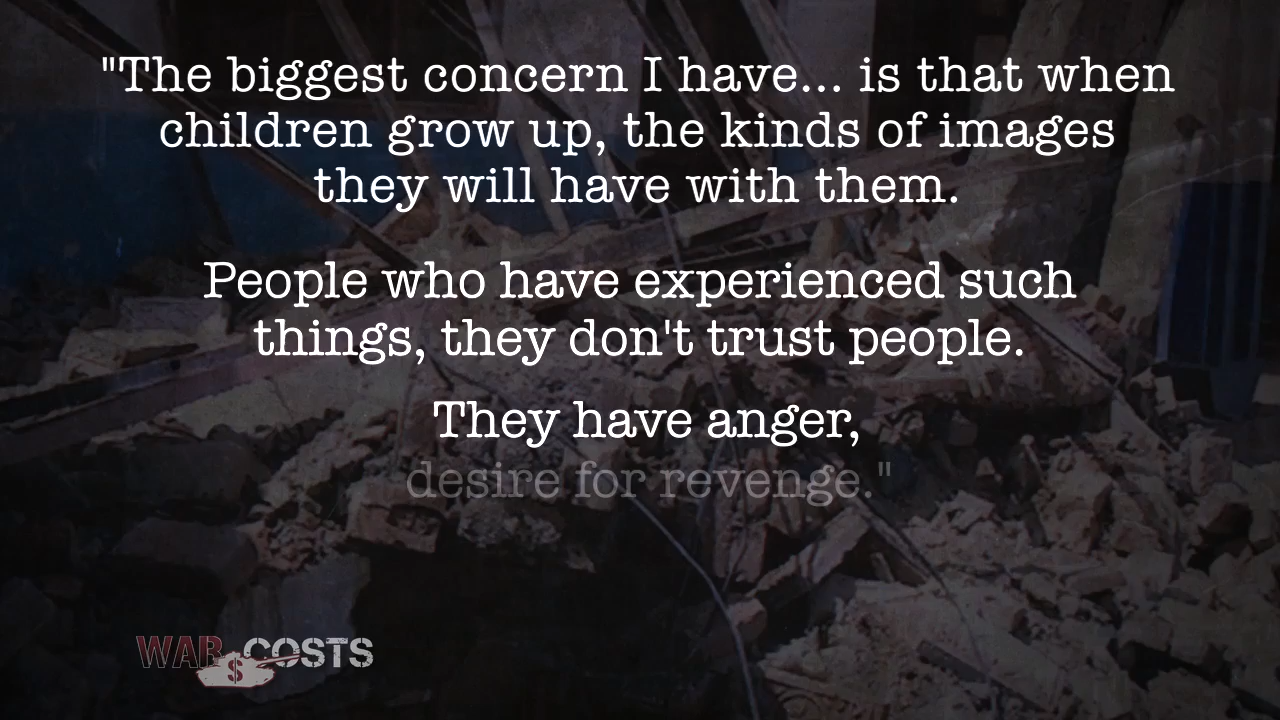 "The biggest concern I have... is that when
children grow up, the kinds of images
they will have with them.
People who have experienced such
things, they don't trust people.
They have anger,
desire for revenge."
WAR COSTS
$